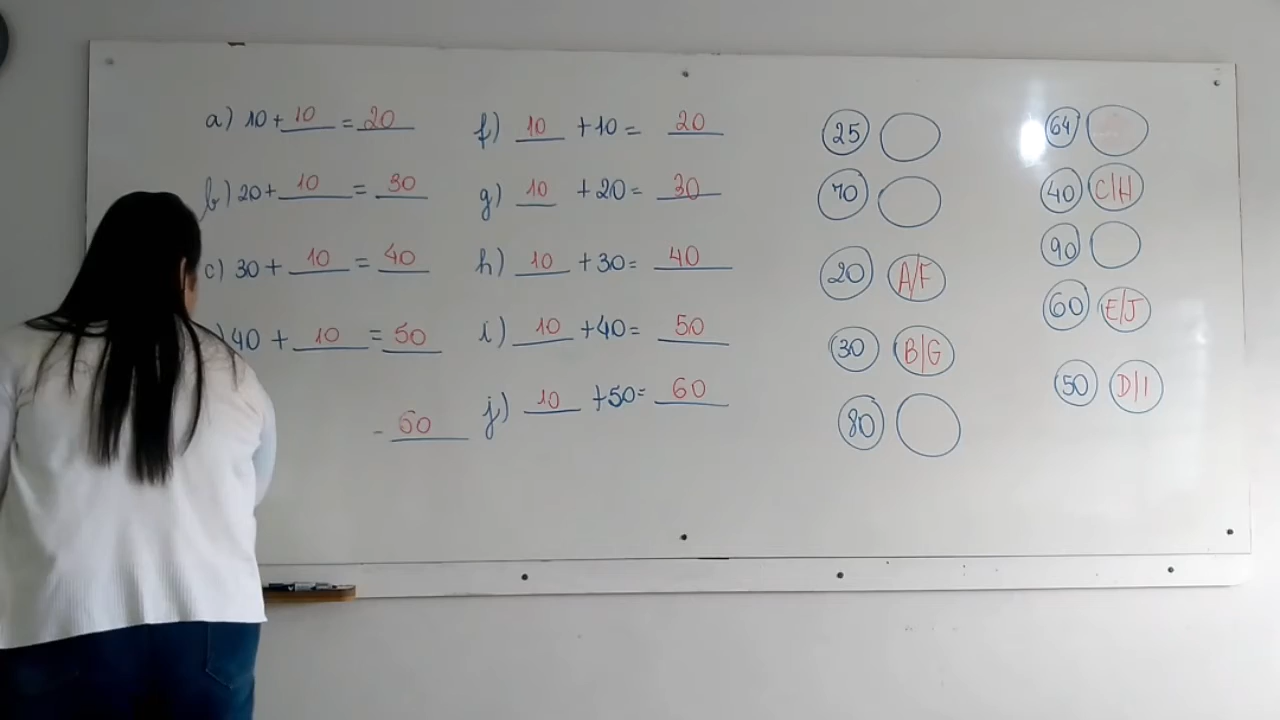 a) 10 + 10 = 20
b) 20 + 10 = 30
c) 30 + 10 = 40
) 40 + 10 = 50
- 60
f) 10 + 10 = 20
g) 10 + 20 = 30
h) 10 + 30 = 40
i) 10 + 40 = 50
j) 10 + 50 = 60
25
70
20 A/F
30 B/G
80
64
40 C/H
90
60 E/J
50 D/I